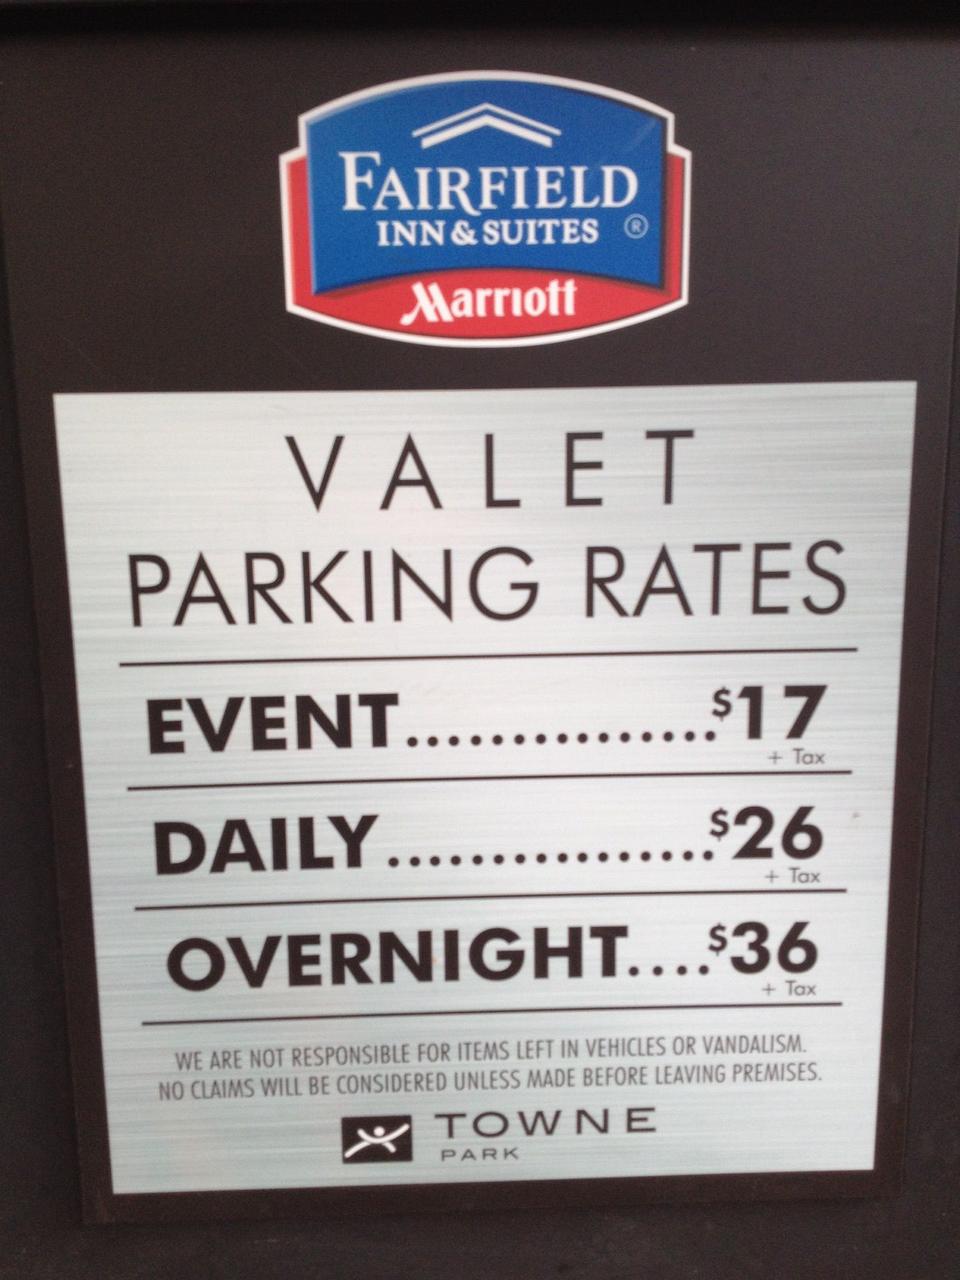 FAIRFIELD
INN & SUITES ®
Marriott
VALET
PARKING RATES
EVENT...............$17
+ Tax
DAILY................$26
+ Tax
OVERNIGHT....$36
+ Tax
WE ARE NOT RESPONSIBLE FOR ITEMS LEFT IN VEHICLES OR VANDALISM.
NO CLAIMS WILL BE CONSIDERED UNLESS MADE BEFORE LEAVING PREMISES.
TOWNE
PARK